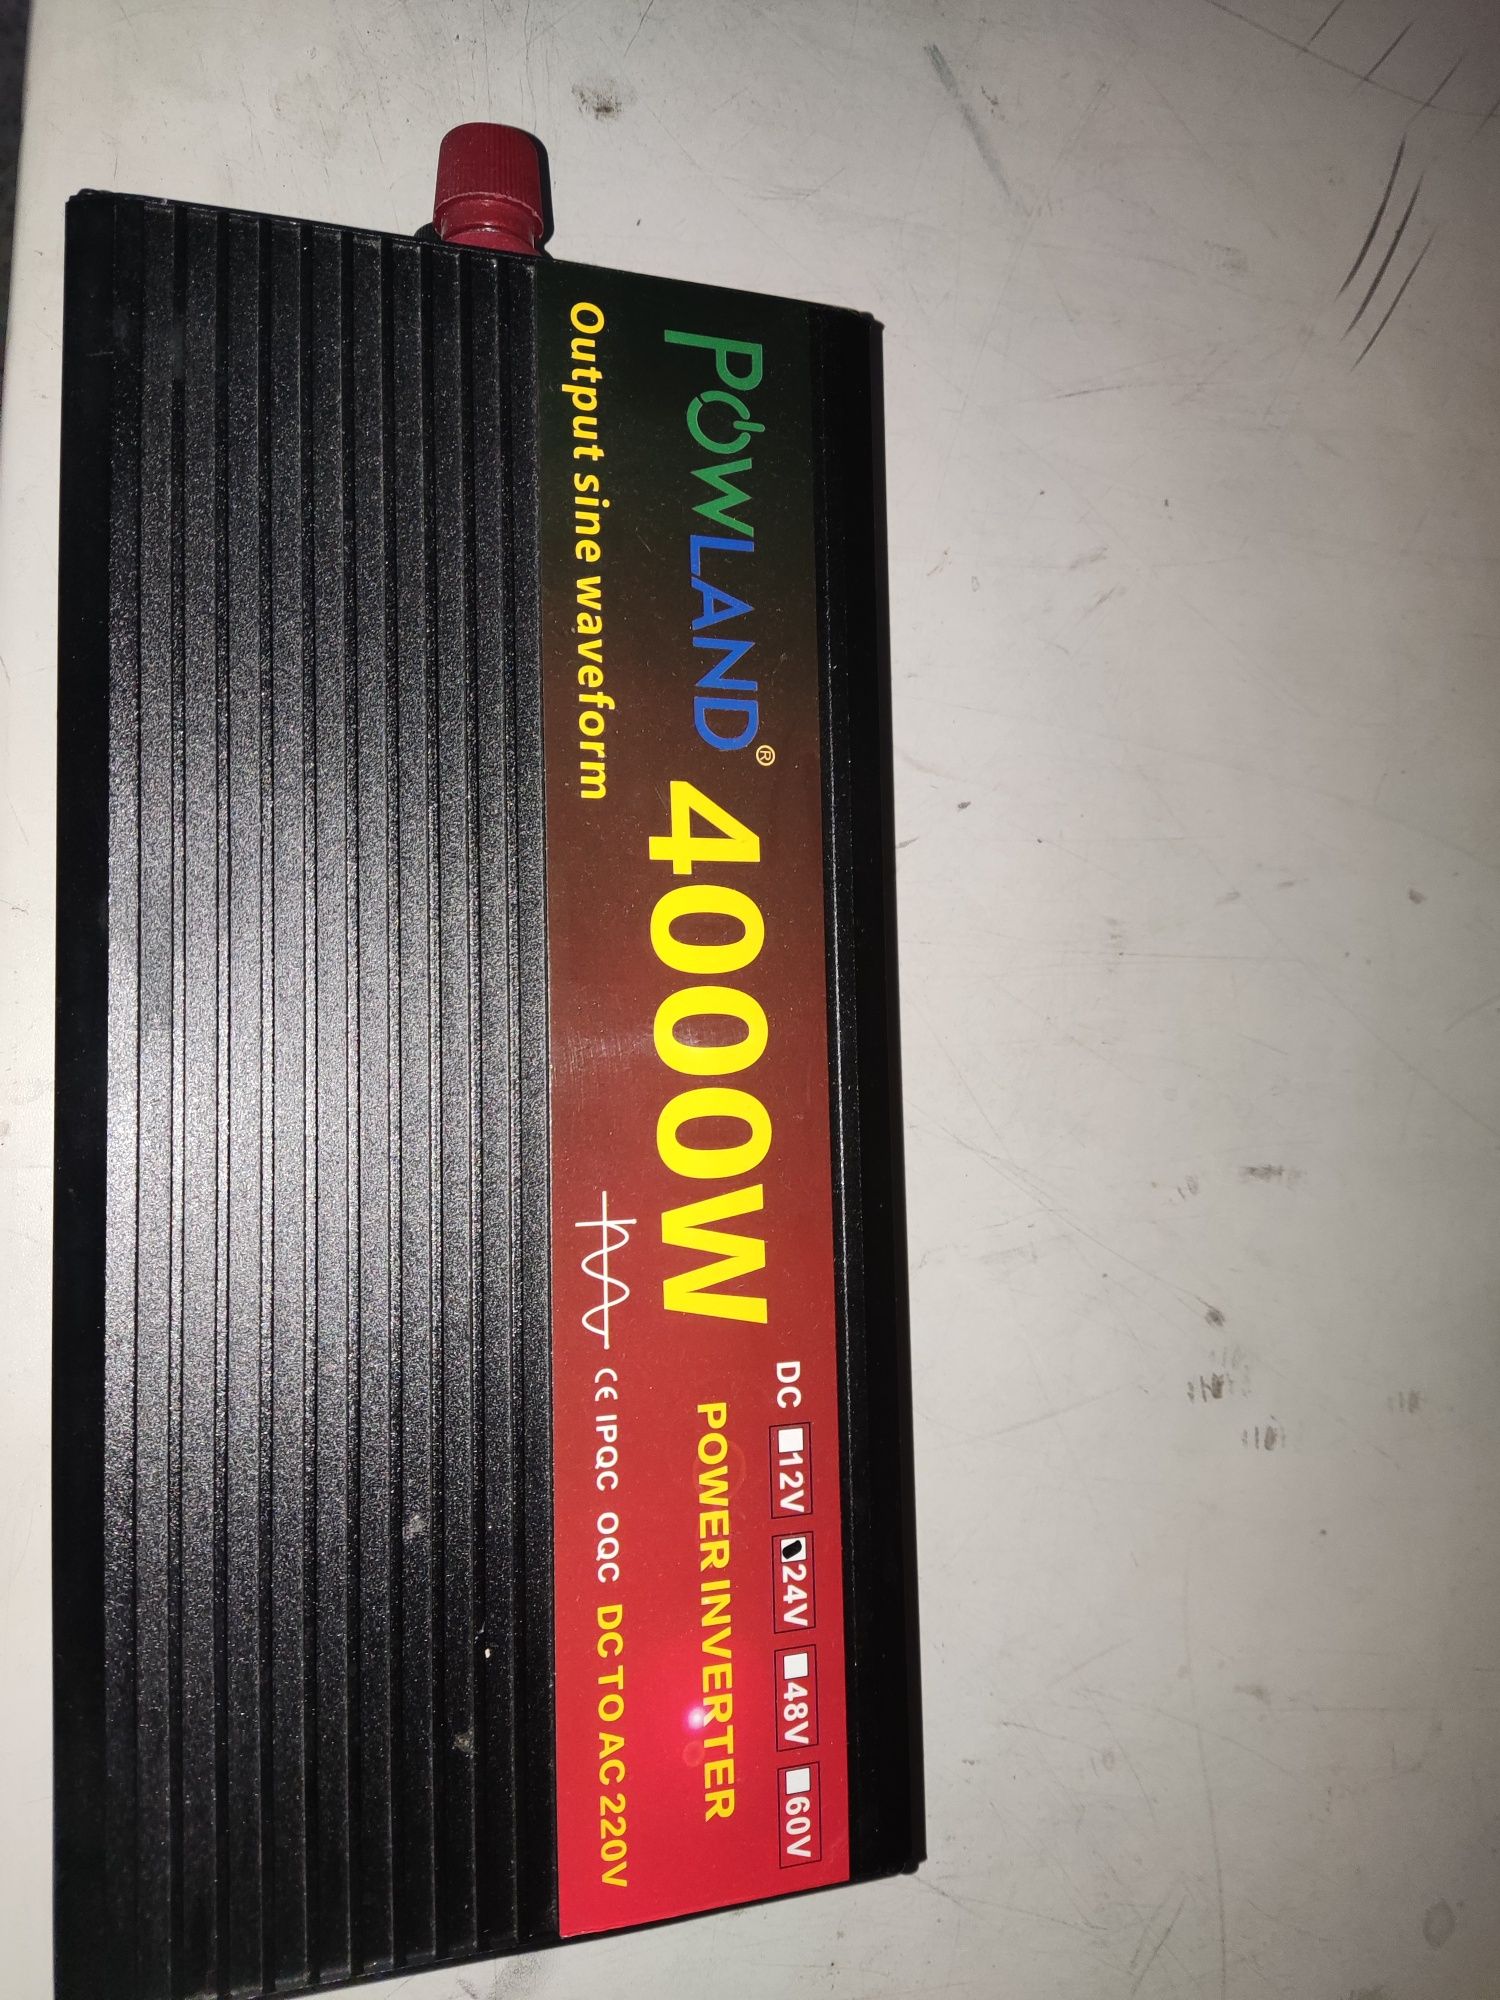 POWLAND®
Output sine waveform
4000W
DC 12V 24V 48V 60V
POWER INVERTER
CE IPQC OQC DC TO AC 220V